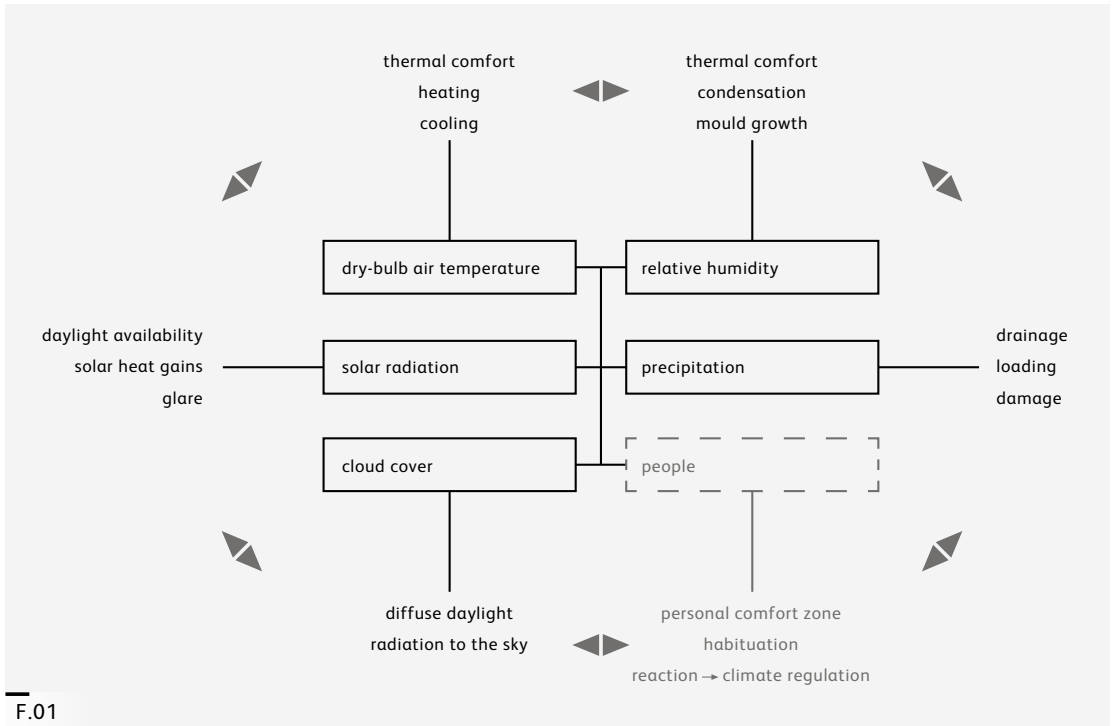 thermal comfort
heating
cooling
thermal comfort
condensation
mould growth
dry-bulb air temperature
relative humidity
daylight availability
solar heat gains
glare
solar radiation
precipitation
drainage
loading
damage
cloud cover
people
diffuse daylight
radiation to the sky
personal comfort zone
habituation
reaction → climate regulation
F.01